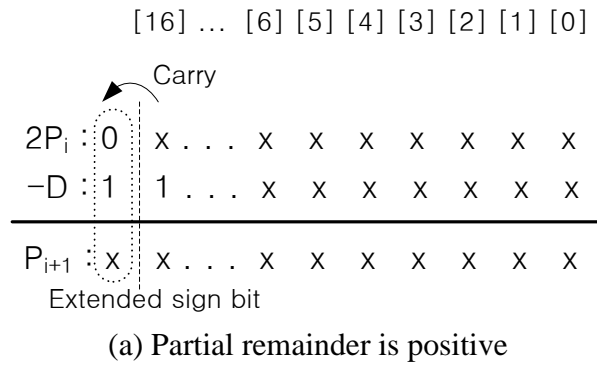 [16] ... [6] [5] [4] [3] [2] [1] [0]
Carry
2Pi : 0 x . . . x x x x x x x
-D : 1 1 . . . x x x x x x x
Pi+1 : x x . . . x x x x x x x
Extended sign bit
(a) Partial remainder is positive